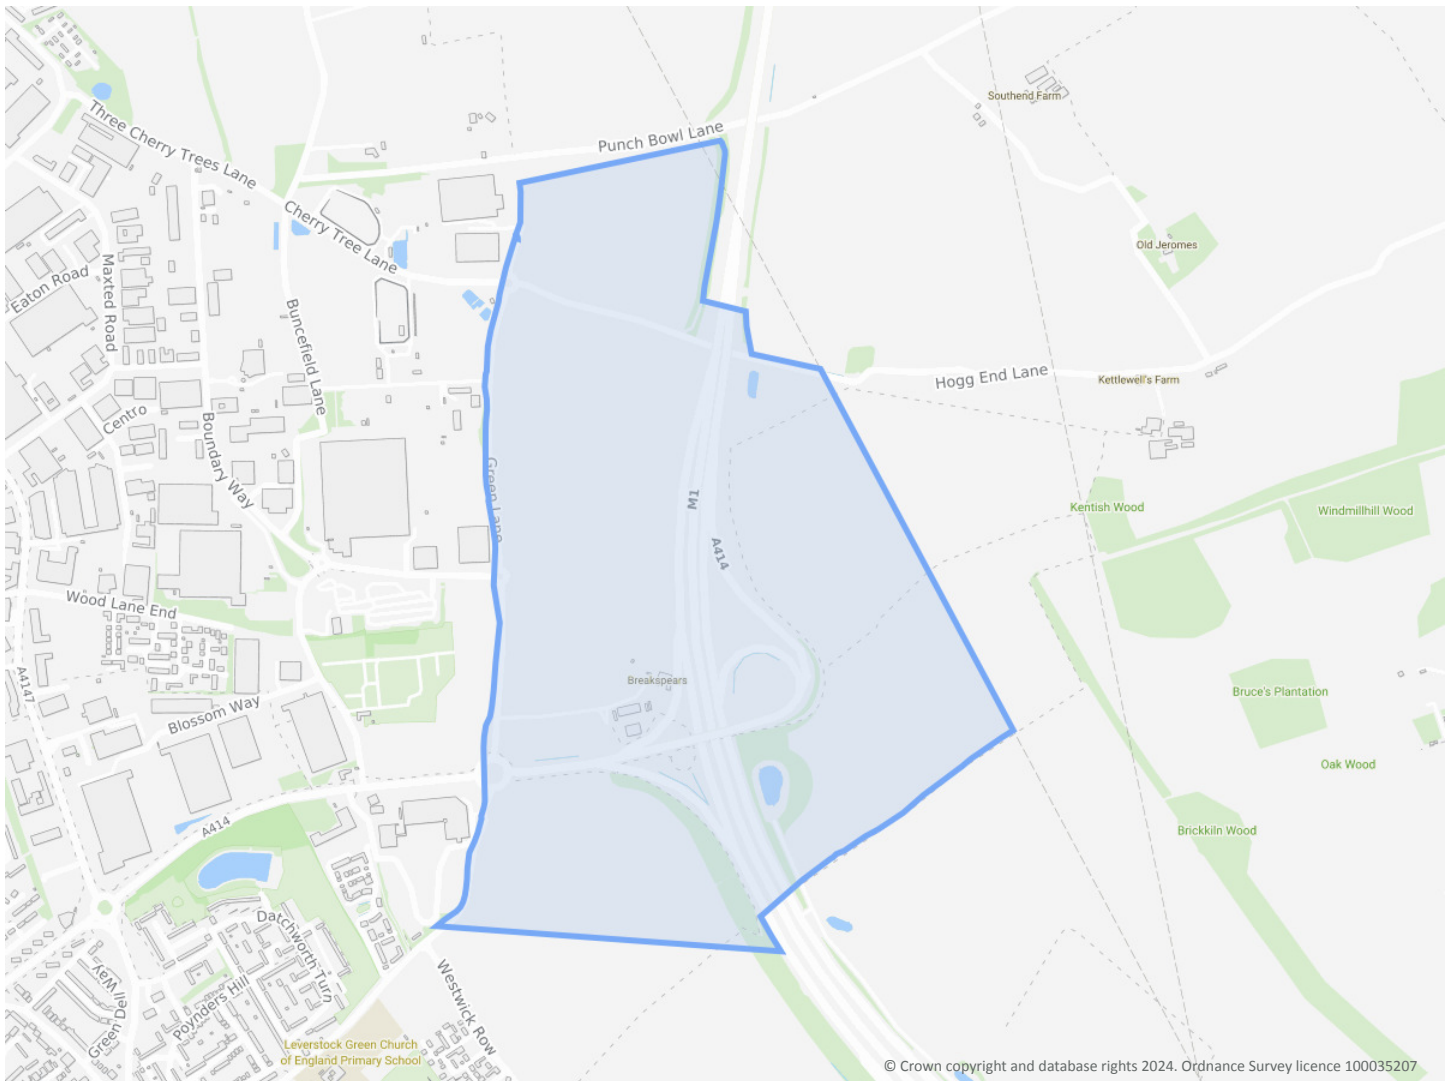 Southend Farm
Three Cherry Trees Lane
Punch Bowl Lane
Cherry Tree Lane
Old Jeromes
Eaton Road
Maxted Road
Buncefield Lane
Hogg End Lane
Kettlewell's Farm
Centro
Boundary Way
Green Lane
M1
A414
Kentish Wood
Windmillhill Wood
Wood Lane End
A4147
Breakspears
Blossom Way
Bruce's Plantation
Oak Wood
A414
Brickkiln Wood
Datchworth Turn
Green Dell
Way
Poynders Hill
Westwick Row
Leverstock Green Church
of England Primary School
© Crown copyright and database rights 2024. Ordnance Survey licence 100035207